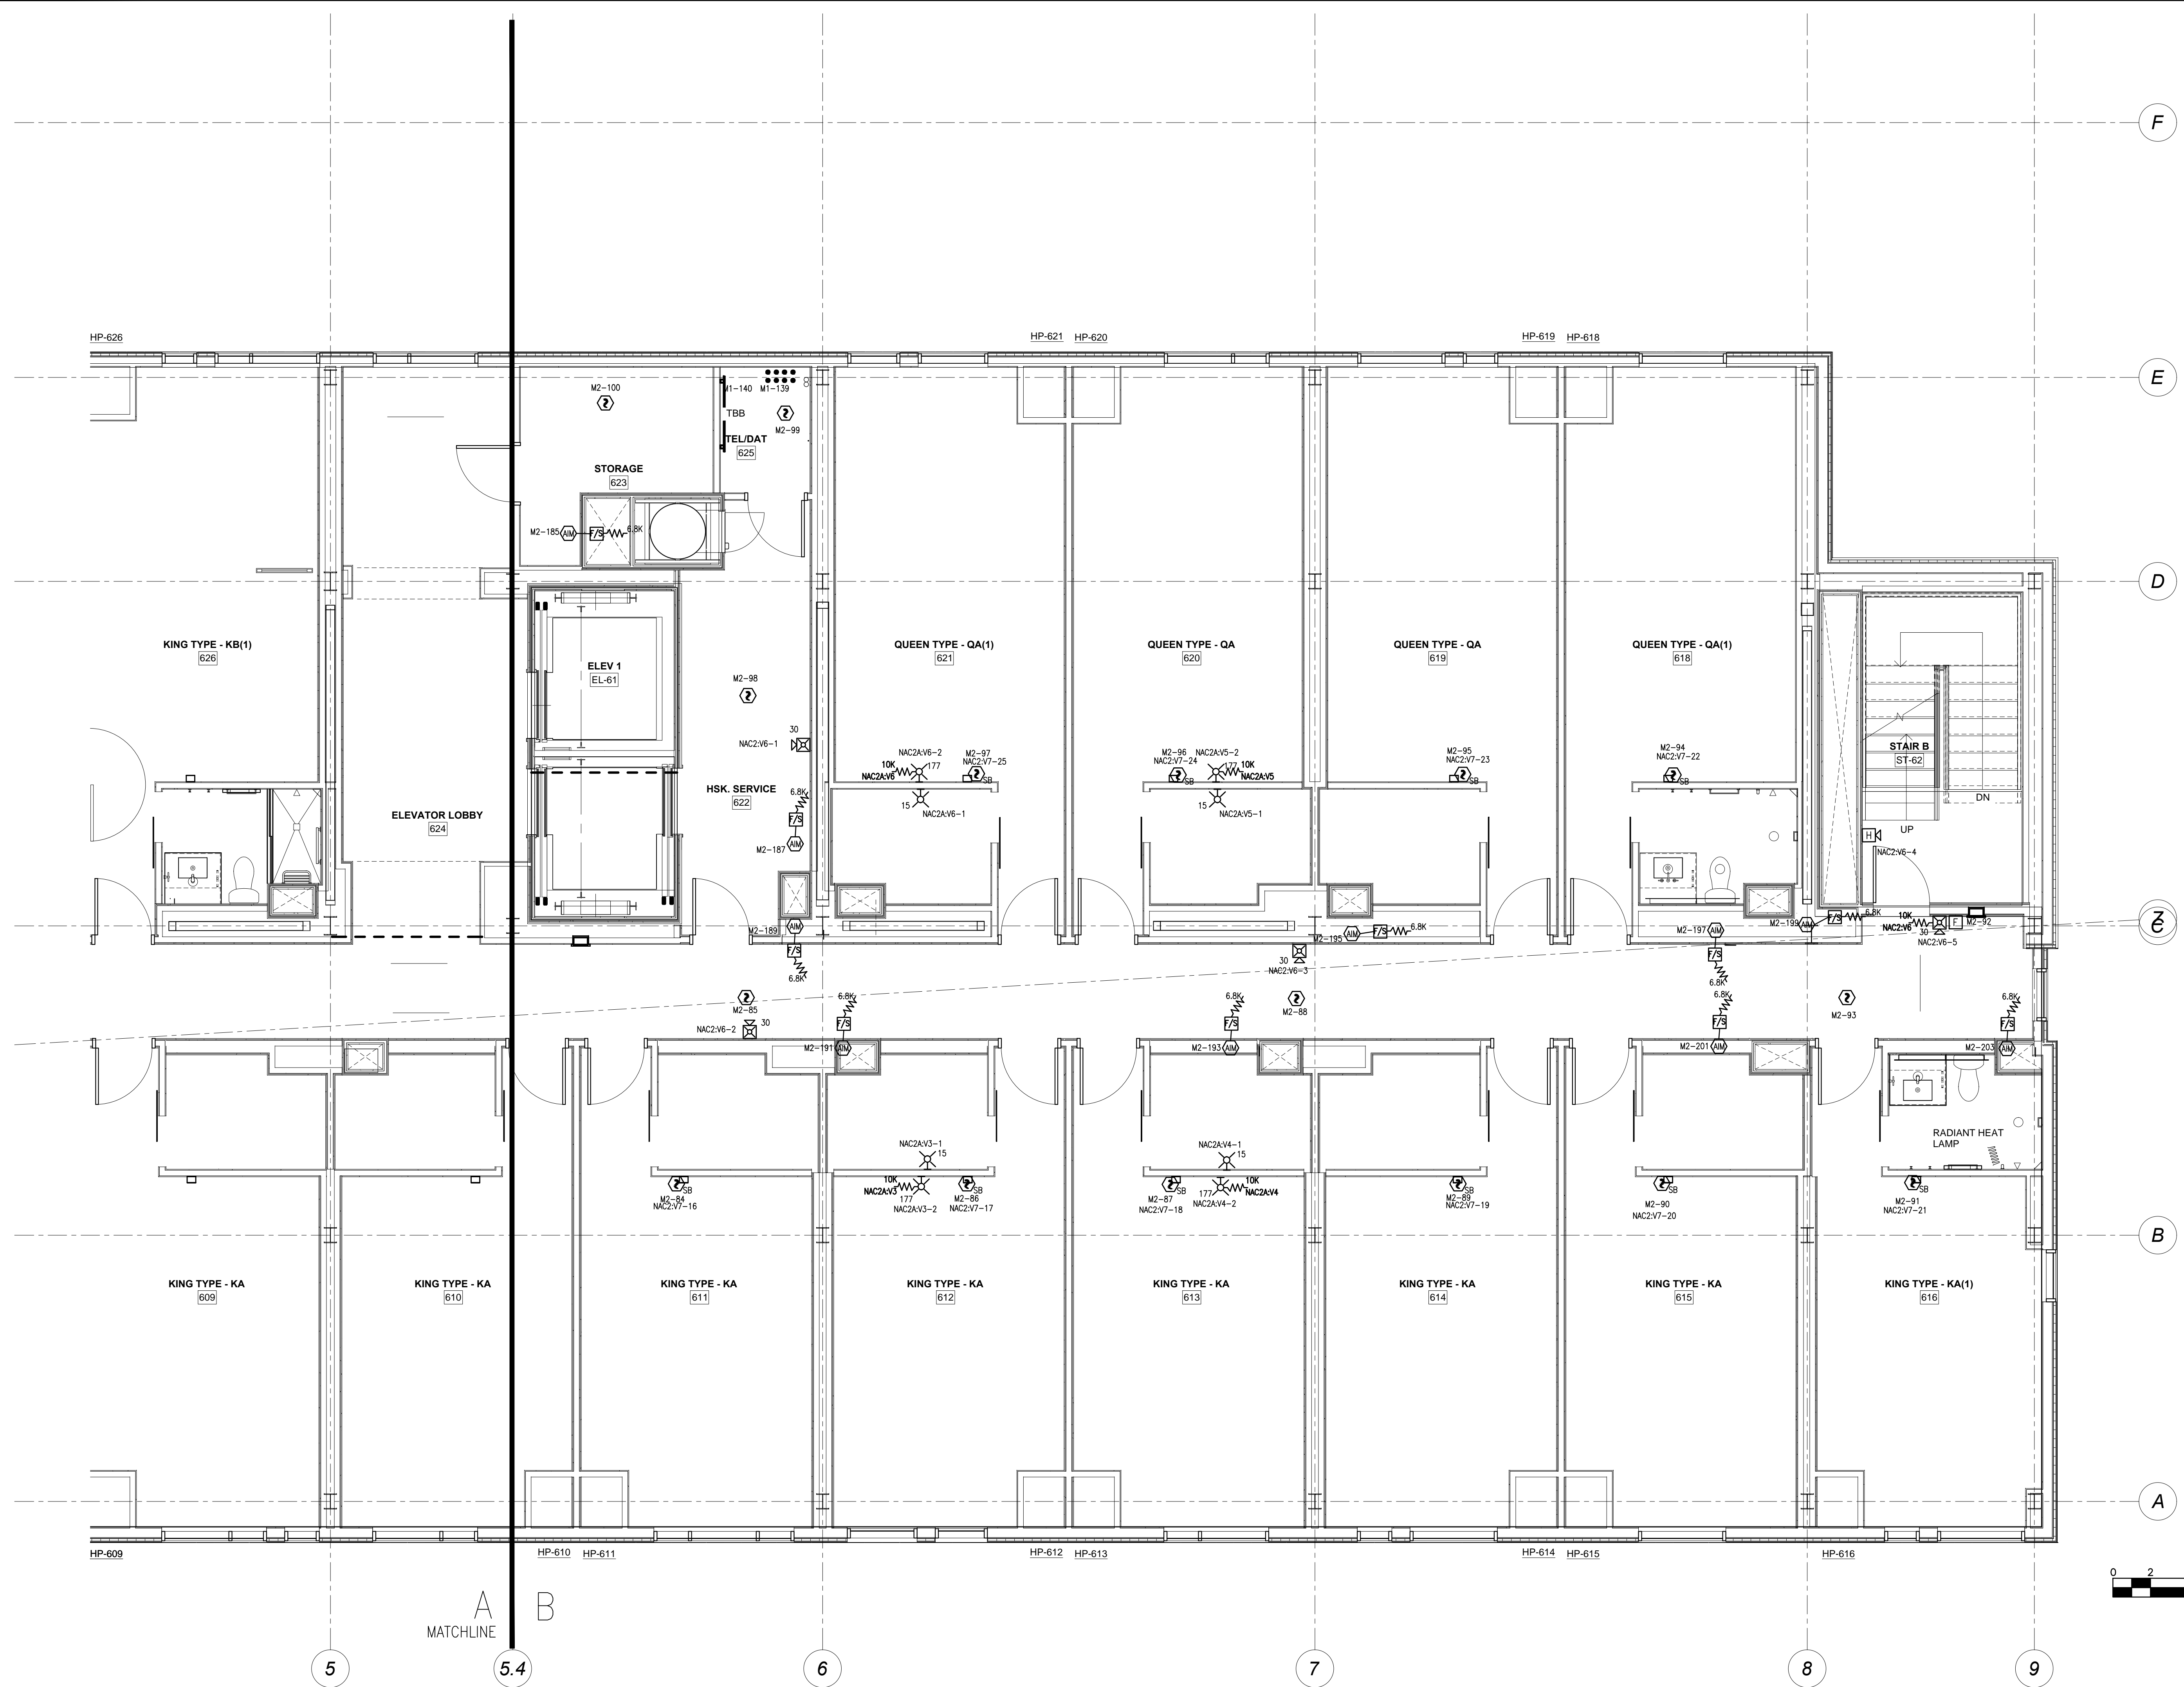 F
HP-626
HP-621
HP-620
HP-619
HP-618
E
M2-100
M1-140
M1-139
TBB
M2-99
TEL/DAT
625
STORAGE
623
M2-185
AIM
F/S
6.8K
D
KING TYPE - KB(1)
626
ELEV 1
EL-61
QUEEN TYPE - QA(1)
621
QUEEN TYPE - QA
620
QUEEN TYPE - QA
619
QUEEN TYPE - QA(1)
618
M2-98
30
NAC2:V6-1
NAC2A:V6-2
M2-97
NAC2:V7-25
10K
NAC2A:V6
177
SB
M2-96
NAC2:V7-24
NAC2A:V5-2
SB
177
10K
NAC2A:V5
M2-95
NAC2:V7-23
SB
M2-94
NAC2:V7-22
SB
STAIR B
ST-62
DN
UP
HSK. SERVICE
622
6.8K
F/S
AIM
M2-187
15
NAC2A:V6-1
15
NAC2A:V5-1
ELEVATOR LOBBY
624
H
NAC2:V6-4
M2-189
AIM
F/S
6.8K
M2-195
AIM
F/S
6.8K
30
NAC2:V6-3
M2-197
AIM
F/S
6.8K
M2-199
AIM
F/S
6.8K
10K
NAC2:V6
30
F
M2-92
NAC2:V6-5
C
M2-85
NAC2:V6-2
30
6.8K
F/S
M2-191
AIM
M2-88
6.8K
F/S
M2-193
AIM
6.8K
F/S
M2-201
AIM
M2-93
6.8K
F/S
M2-203
AIM
RADIANT HEAT
LAMP
NAC2A:V3-1
15
NAC2A:V4-1
15
SB
M2-84
NAC2:V7-16
10K
NAC2A:V3
177
NAC2A:V3-2
SB
M2-86
NAC2:V7-17
SB
M2-87
NAC2:V7-18
177
NAC2A:V4-2
10K
NAC2A:V4
SB
M2-89
NAC2:V7-19
SB
M2-90
NAC2:V7-20
SB
M2-91
NAC2:V7-21
B
KING TYPE - KA
609
KING TYPE - KA
610
KING TYPE - KA
611
KING TYPE - KA
612
KING TYPE - KA
613
KING TYPE - KA
614
KING TYPE - KA
615
KING TYPE - KA(1)
616
A
HP-609
HP-610
HP-611
HP-612
HP-613
HP-614
HP-615
HP-616
0 2
A B
MATCHLINE
5
5.4
6
7
8
9